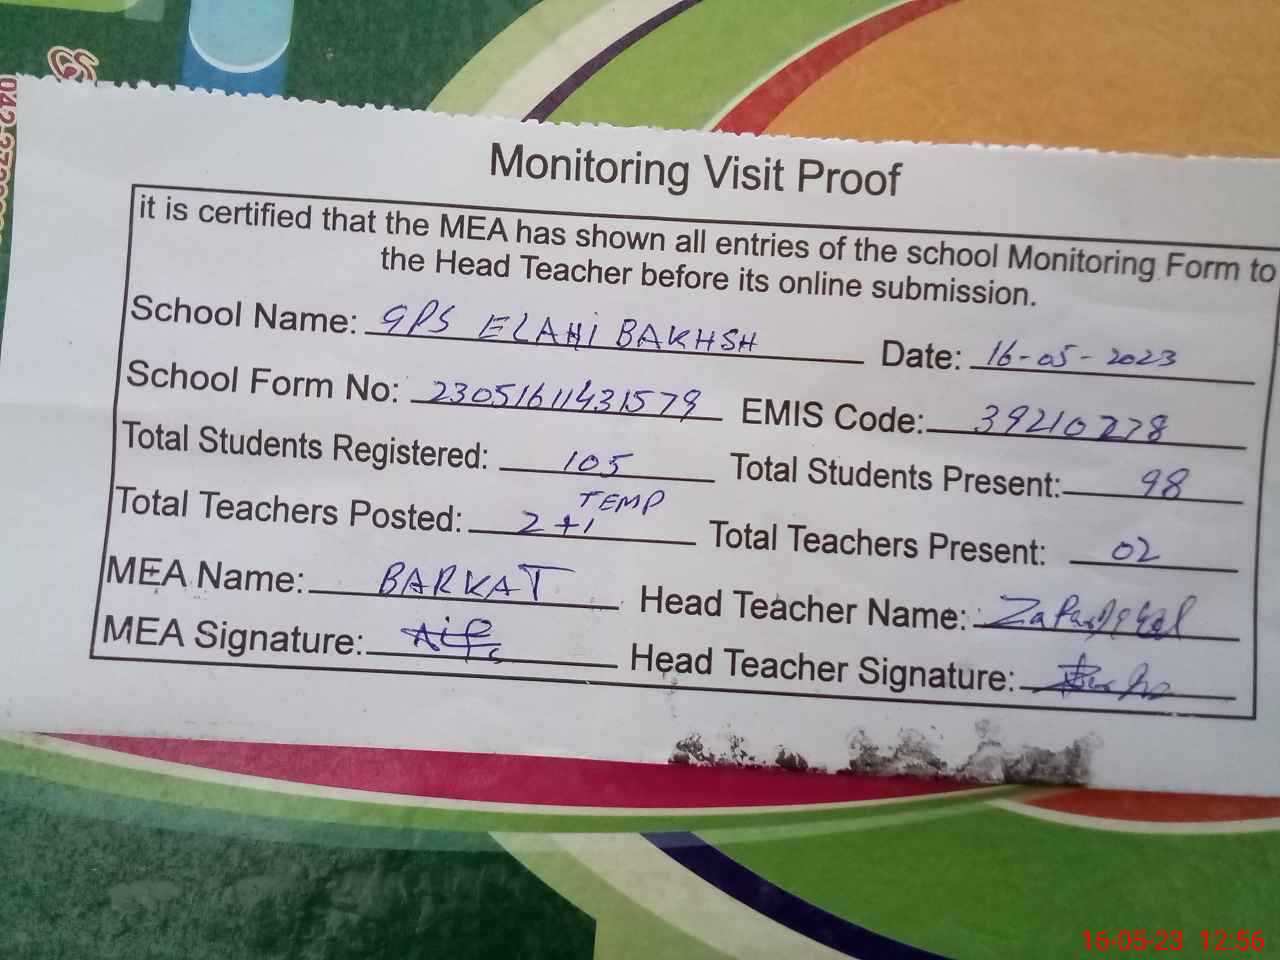 Monitoring Visit Proof
it is certified that the MEA has shown all entries of the school Monitoring Form to
the Head Teacher before its online submission.
School Name: GPS ELAHI BAKHSH Date: 16-05-2023
School Form No: 23051611431579 EMIS Code: 39210278
Total Students Registered: 105 Total Students Present: 98
TEMP
Total Teachers Posted: 2+1 Total Teachers Present: 02
MEA Name: BARKAT Head Teacher Name: Zafar Iqbal
MEA Signature: Head Teacher Signature:
16-05-23 12:56